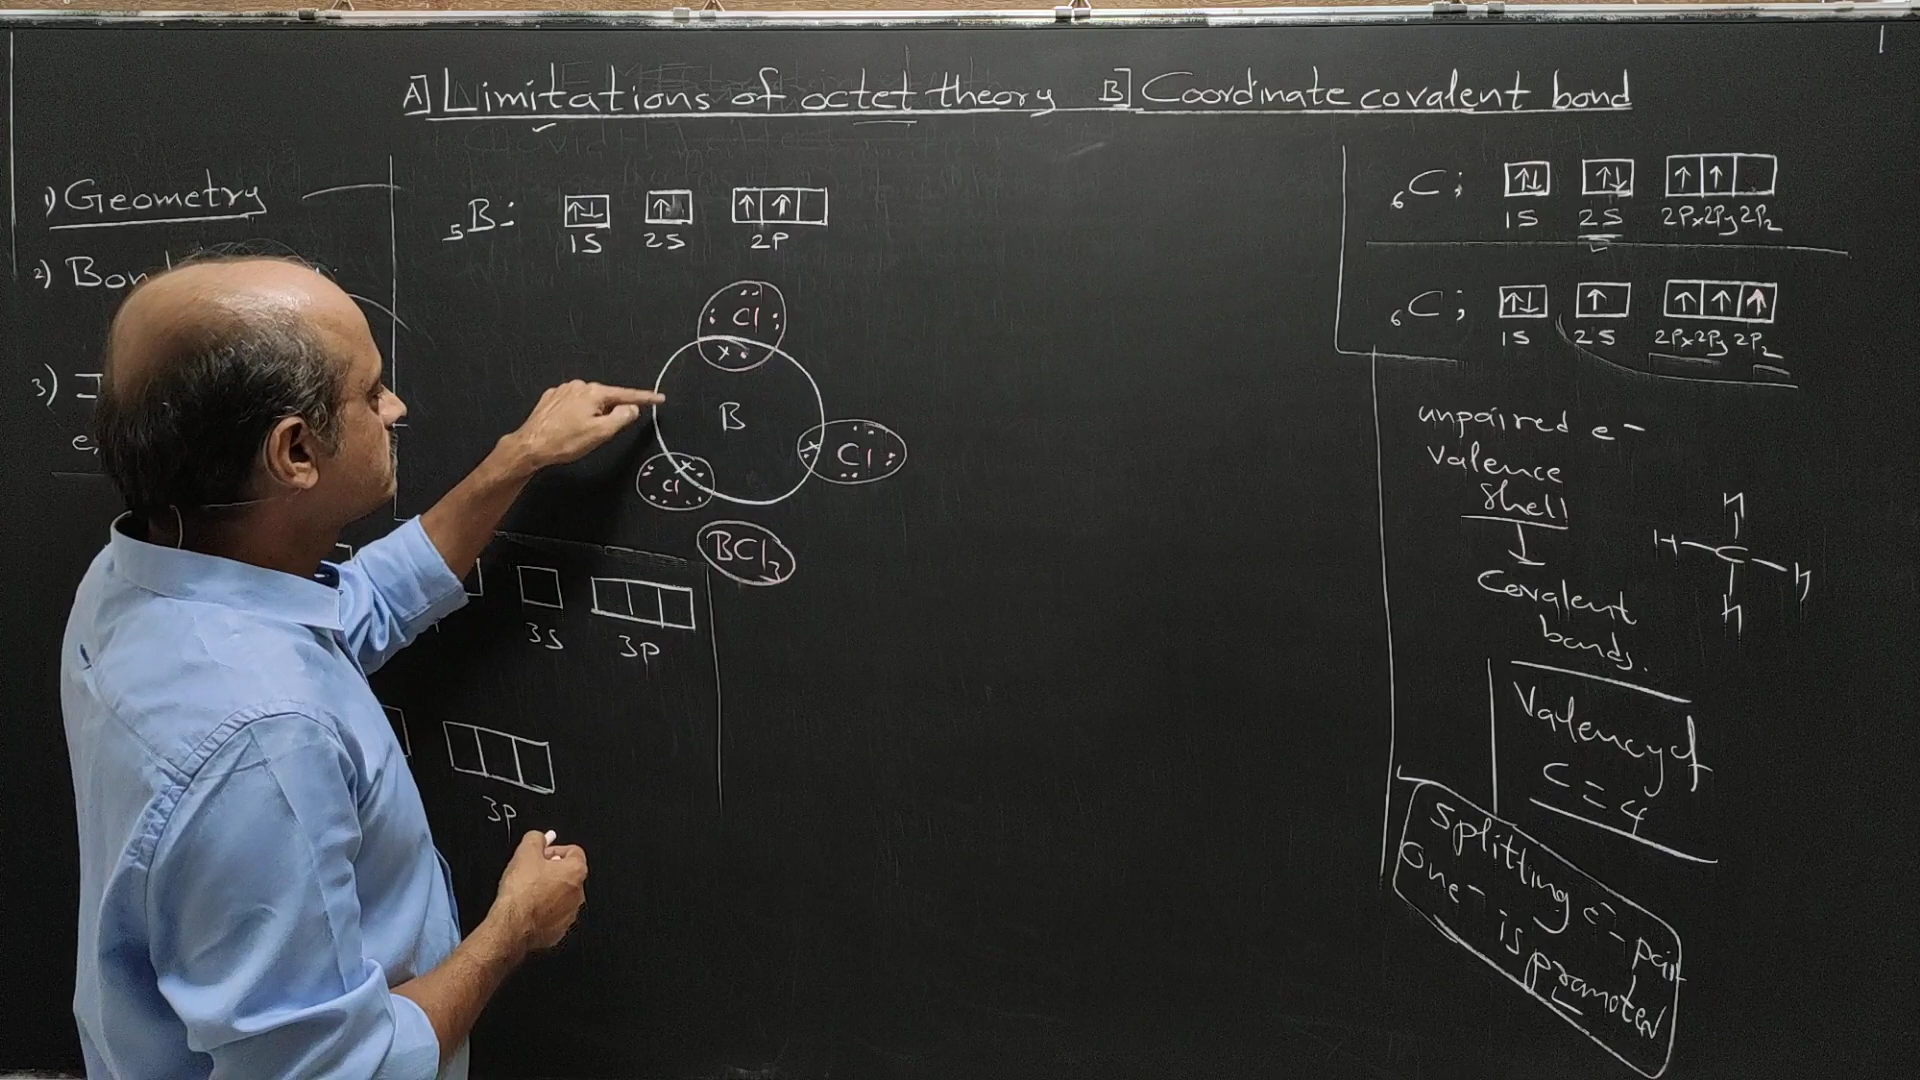 A] Limitations of octet theory B] Coordinate covalent bond
1) Geometry
2) Bon
3)
e,
5B: ↑↓ ↑ ↑ ↑
1S 2S 2P
Cl
B
Cl
Cl
BCl3
3S 3P
3P
6C; ↑↓ ↑↓ ↑ ↑
1S 2S 2Px 2Py 2Pz
6C; ↑↓ ↑ ↑ ↑ ↑
1S 2S 2Px 2Py 2Pz
unpaired e-
Valence
Shell
↓
Covalent
bonds.
H
H C H
H
Valency of
C = 4
Splitting e- pair
One- is promoted